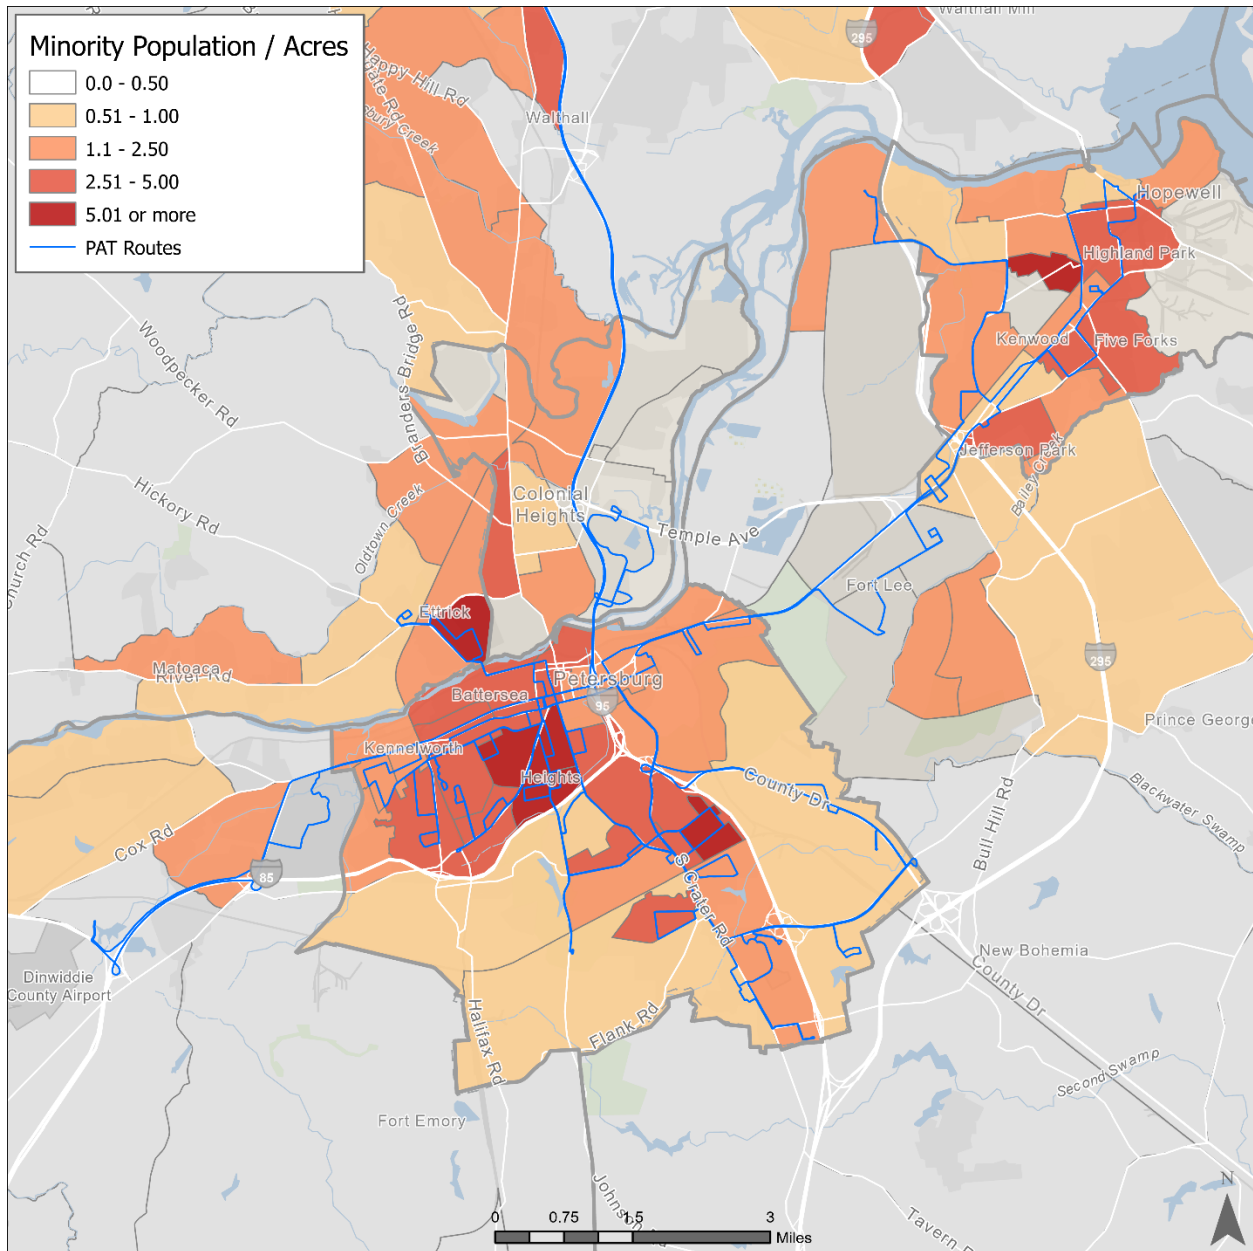 Minority Population / Acres
0.0 - 0.50
0.51 - 1.00
1.1 - 2.50
2.51 - 5.00
5.01 or more
PAT Routes
Walthall Mill
295
Happy Hill Rd
Walthall
Hopewell
Highland Park
Kenwood
Five Forks
Branders Bridge Rd
Woodpecker Rd
Jefferson Park
Bailey Creek
Hickory Rd
Colonial
Heights
Temple Ave
Oldtown Creek
Church Rd
Fort Lee
Ettrick
295
Matoaca
River Rd
Battersea
Petersburg
95
Prince George
Kennelworth
Heights
County Dr
Blackwater Swamp
Bull Hill Rd
Cox Rd
85
S Crater Rd
New Bohemia
County Dr
Dinwiddie
County Airport
Halifax Rd
Flank Rd
Second Swamp
Fort Emory
Johnson Rd
Tavern
N
0 0.75 1.5 3
Miles